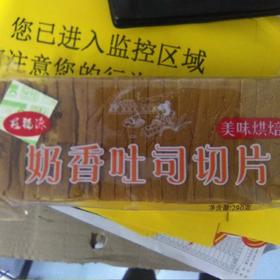 您已进入监控区域
注意您的行为
美味烘焙
奶香吐司切片